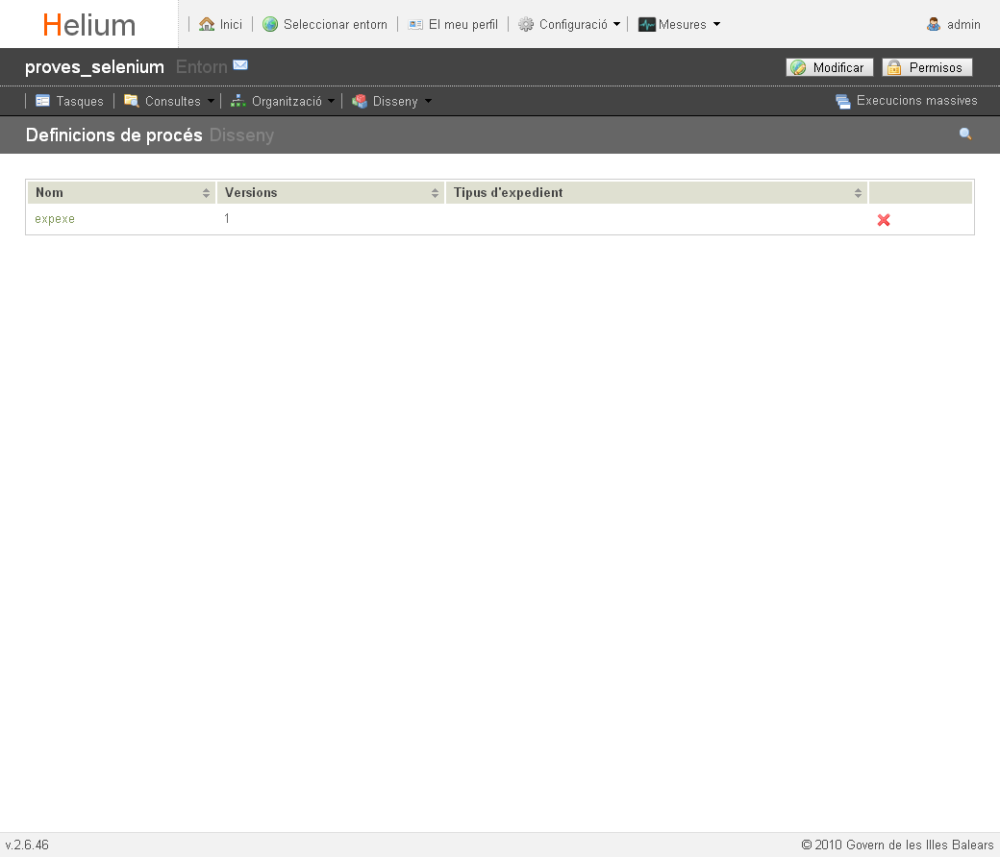 Helium
Inici
Seleccionar entorn
El meu perfil
Configuració
Mesures
admin
proves_selenium Entorn
Modificar
Permisos
Tasques
Consultes
Organització
Disseny
Execucions massives
Definicions de procés Disseny
Nom
Versions
Tipus d'expedient
expexe
1
v.2.6.46
© 2010 Govern de les Illes Balears